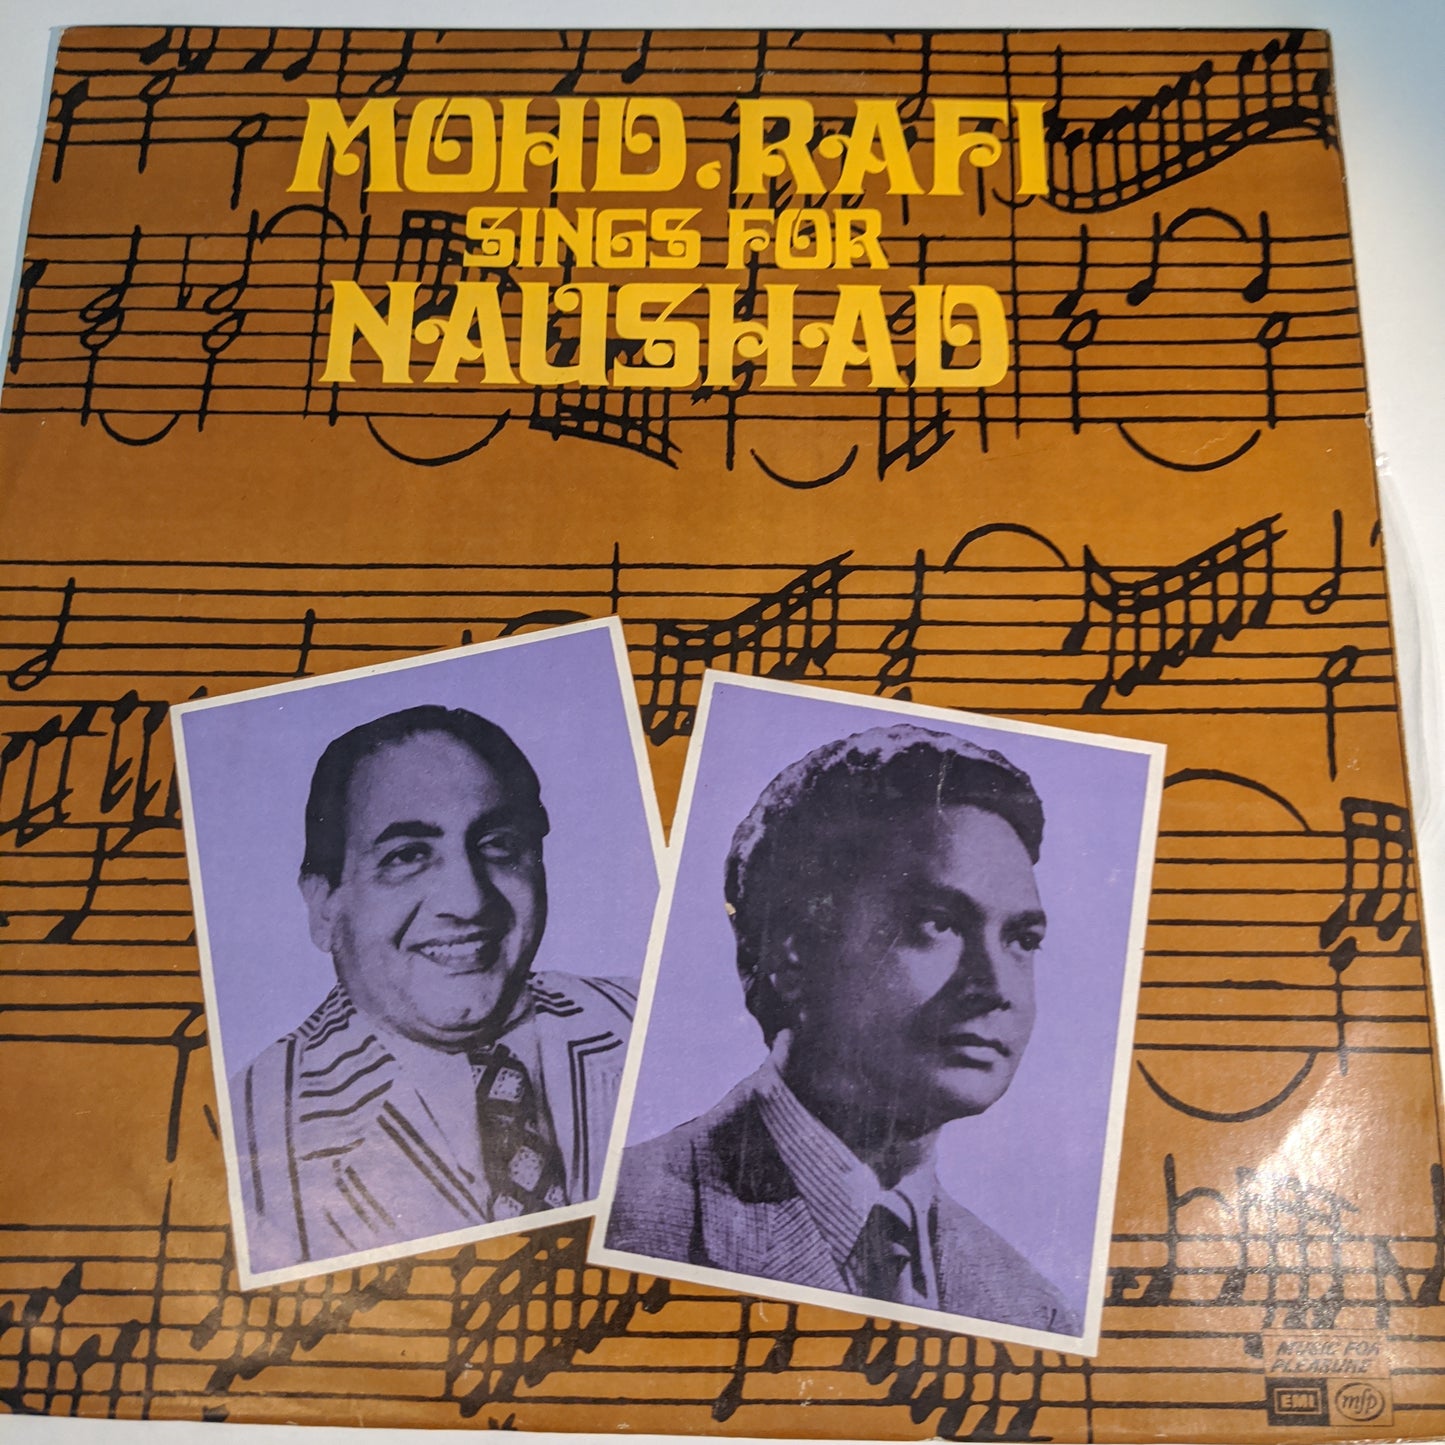 MOHD. RAFI
SINGS FOR
NAUSHAD
MUSIC FOR
PLEASURE
EMI
mfp